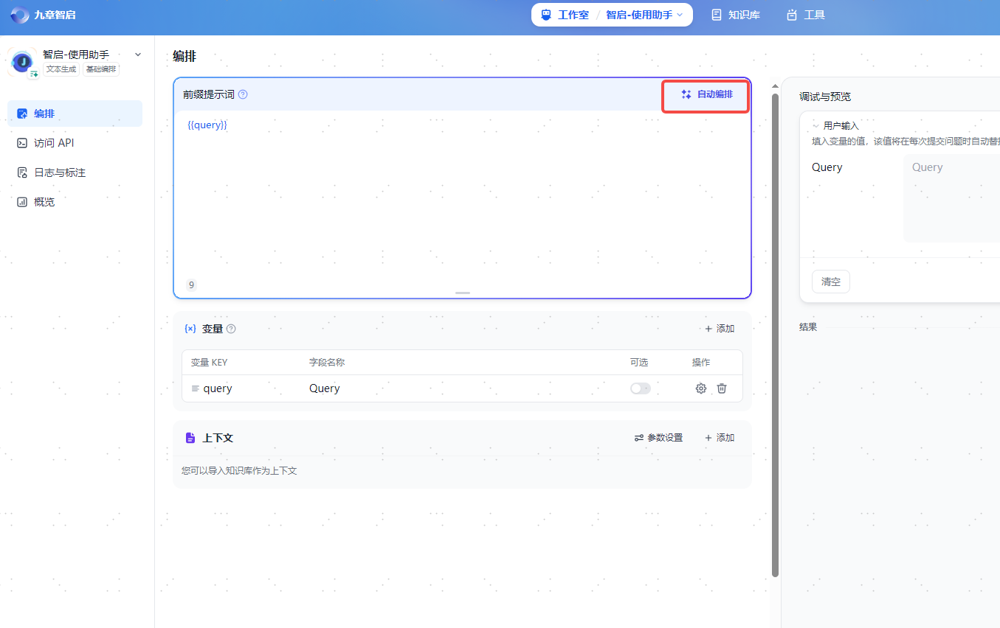 九章智启
工作室 / 智启-使用助手
知识库
工具
智启-使用助手
文本生成 基础编排
编排
访问 API
日志与标注
概览
编排
前缀提示词
自动编排
{{query}}
9
{x} 变量
+ 添加
变量 KEY 字段名称 可选 操作
query Query
上下文
参数设置 + 添加
您可以导入知识库作为上下文
调试与预览
用户输入
填入变量的值，该值将在每次提交问题时自动替
Query Query
清空
结果